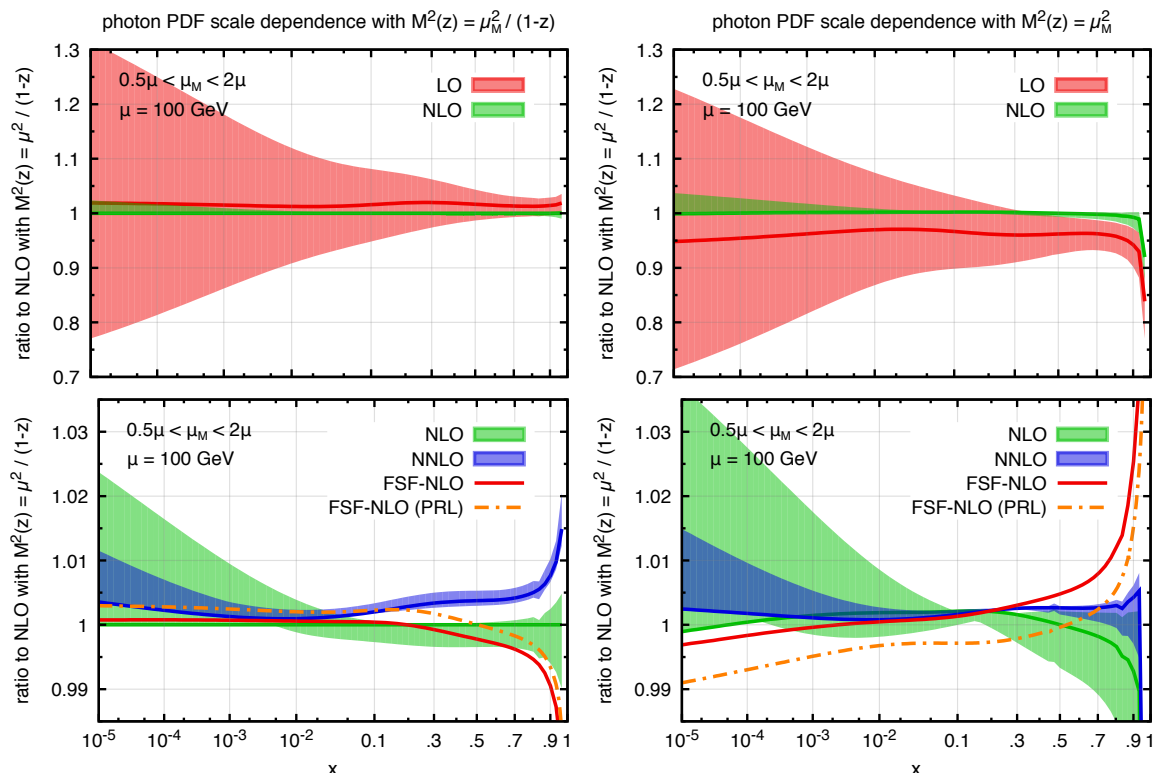 photon PDF scale dependence with M²(z) = μ_M² / (1-z)
ratio to NLO with M²(z) = μ² / (1-z)
1.3
1.2
1.1
1
0.9
0.8
0.7
0.5μ < μ_M < 2μ
μ = 100 GeV
LO
NLO
photon PDF scale dependence with M²(z) = μ_M²
ratio to NLO with M²(z) = μ² / (1-z)
1.3
1.2
1.1
1
0.9
0.8
0.7
0.5μ < μ_M < 2μ
μ = 100 GeV
LO
NLO
ratio to NLO with M²(z) = μ² / (1-z)
1.03
1.02
1.01
1
0.99
0.5μ < μ_M < 2μ
μ = 100 GeV
NLO
NNLO
FSF-NLO
FSF-NLO (PRL)
10⁻⁵ 10⁻⁴ 10⁻³ 10⁻² 0.1 .3 .5 .7 .9 1
x
ratio to NLO with M²(z) = μ² / (1-z)
1.03
1.02
1.01
1
0.99
0.5μ < μ_M < 2μ
μ = 100 GeV
NLO
NNLO
FSF-NLO
FSF-NLO (PRL)
10⁻⁵ 10⁻⁴ 10⁻³ 10⁻² 0.1 .3 .5 .7 .9 1
x